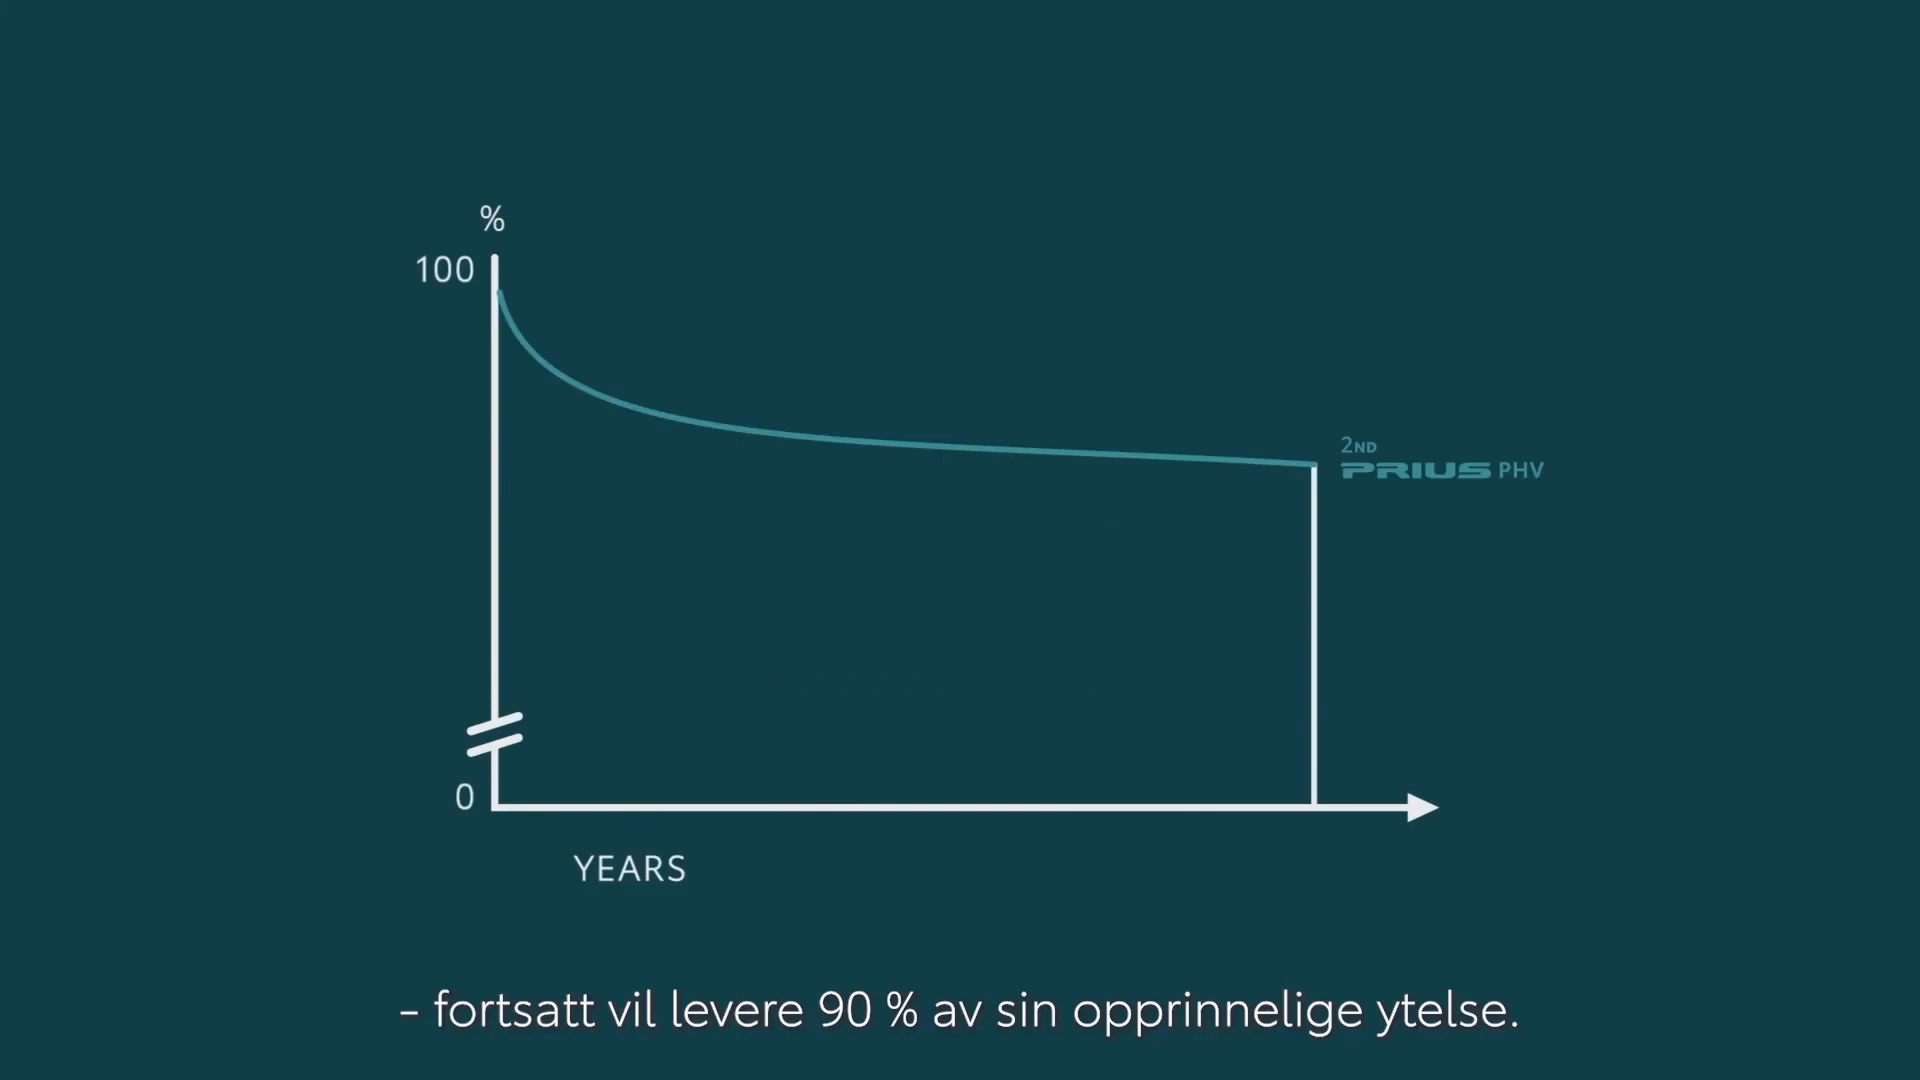 %
100
2ND
PRIUS PHV
0
YEARS
– fortsatt vil levere 90 % av sin opprinnelige ytelse.